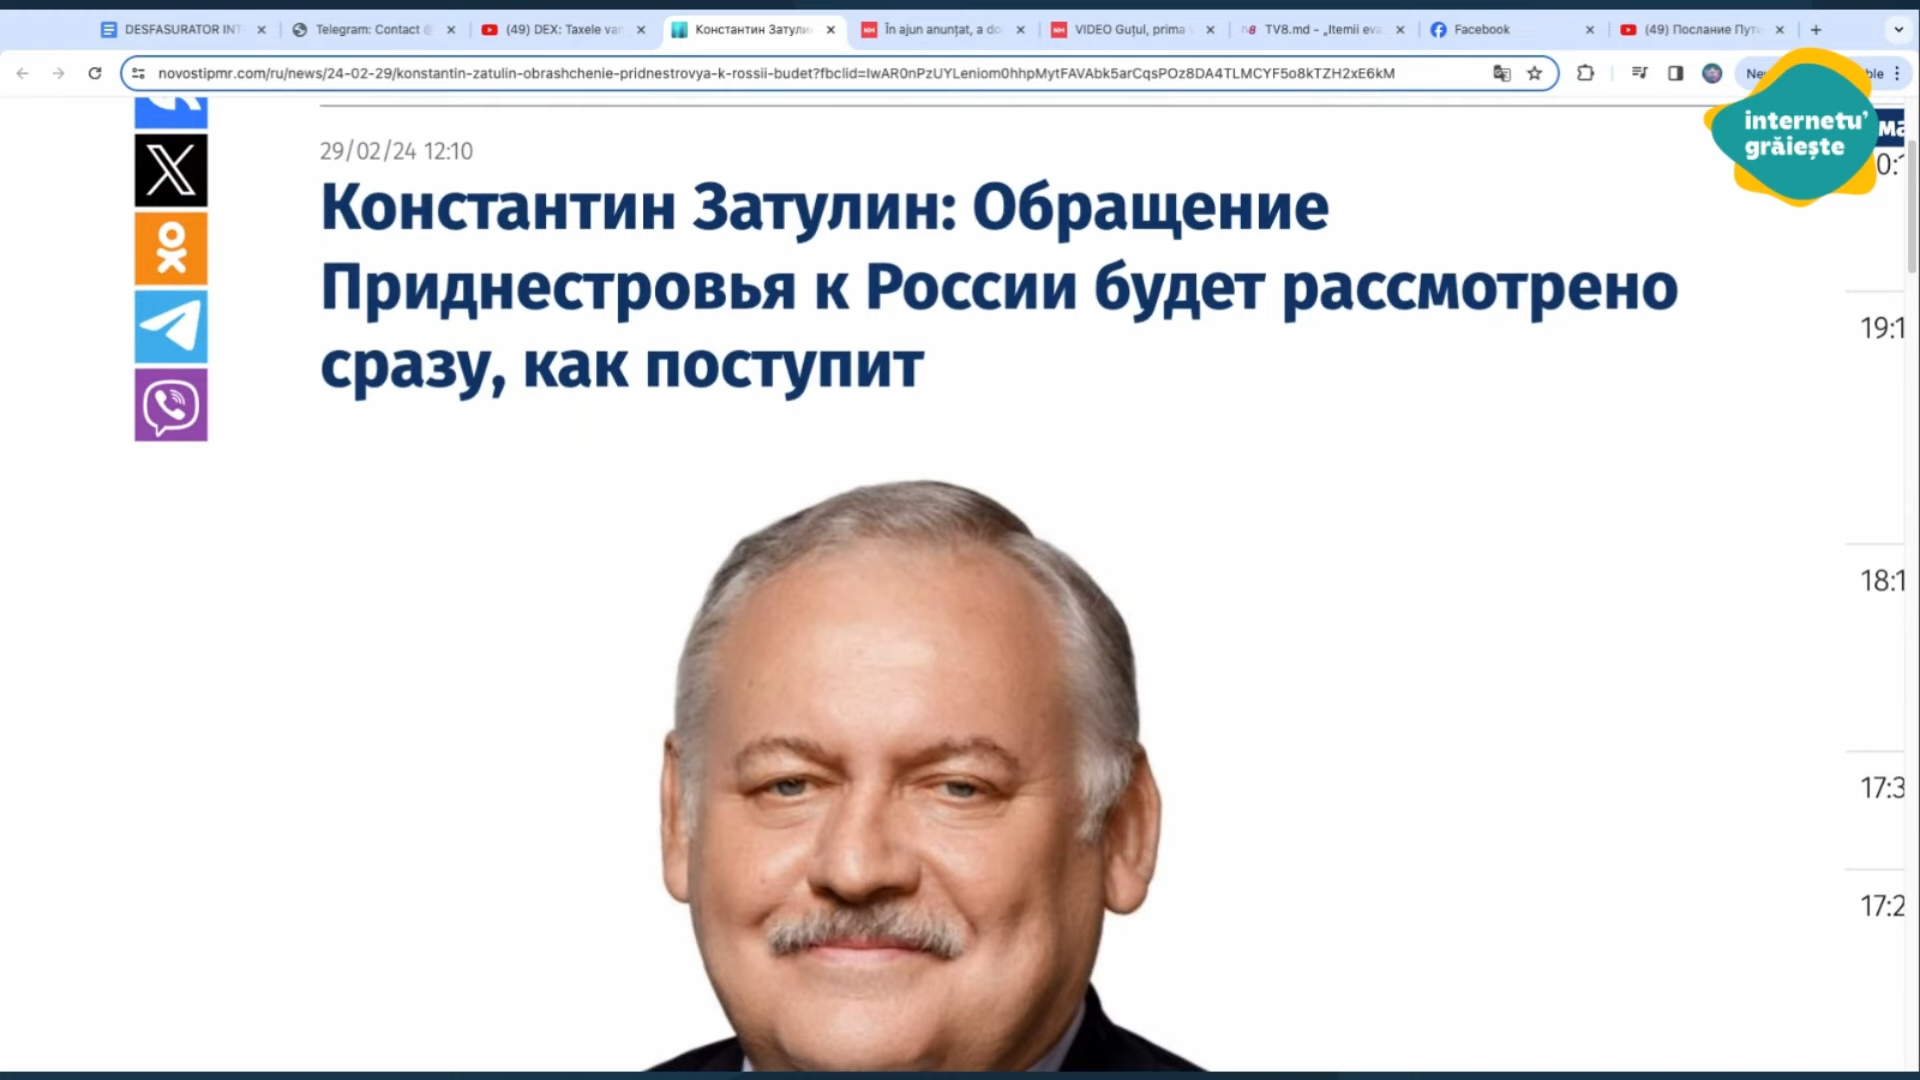 DESFASURATOR INT
Telegram: Contact @
(49) DEX: Taxele var
Константин Затулин
În ajun anunțat, a do
VIDEO Guțul, prima
TV8.md - „Itemii eva
Facebook
(49) Послание Пути
novostipmr.com/ru/news/24-02-29/konstantin-zatulin-obrashchenie-pridnestrovya-k-rossii-budet?fbclid=IwAR0nPzUYLeniom0hhpMytFAVAbk5arCqsPOz8DA4TLMCYF5o8kTZH2xE6kM
internetu'
grăiește
29/02/24 12:10
Константин Затулин: Обращение
Приднестровья к России будет рассмотрено
сразу, как поступит
19:1
18:1
17:3
17:2